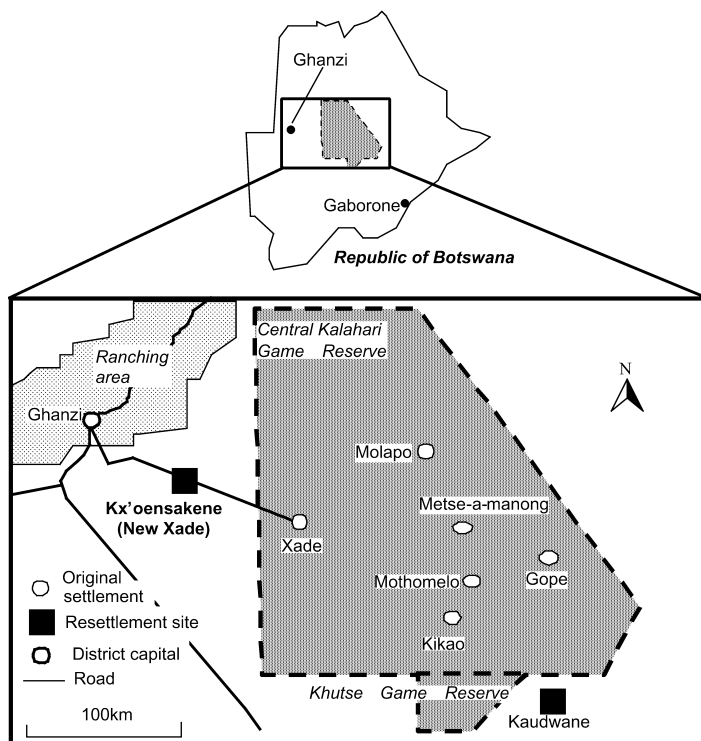 Ghanzi
Gaborone
Republic of Botswana
Central Kalahari
Game Reserve
Ranching
area
Ghanzi
N
Molapo
Kx'oensakene
(New Xade)
Metse-a-manong
Xade
Mothomelo
Gope
Kikao
Original
settlement
Resettlement site
District capital
Road
100km
Khutse Game Reserve
Kaudwane